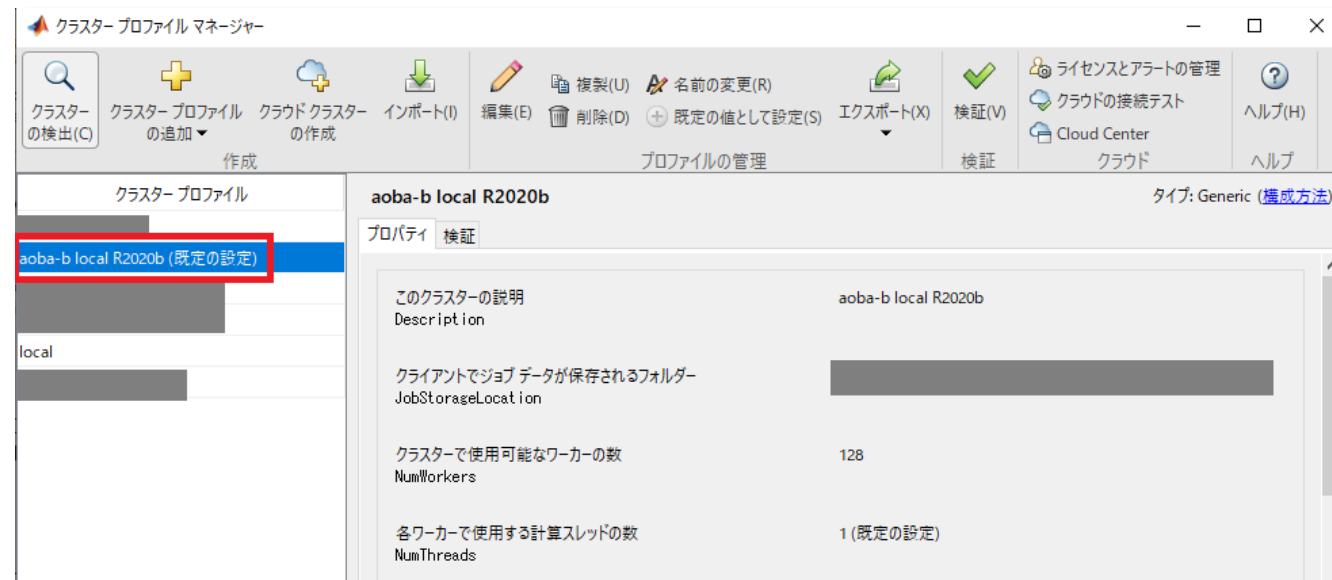 クラスター プロファイル マネージャー
クラスター
の検出(C)
クラスター プロファイル
の追加
クラウド クラスター
の作成
インポート(I)
作成
編集(E)
複製(U)
名前の変更(R)
削除(D)
既定の値として設定(S)
エクスポート(X)
プロファイルの管理
検証(V)
検証
ライセンスとアラートの管理
クラウドの接続テスト
Cloud Center
クラウド
ヘルプ(H)
ヘルプ
クラスター プロファイル
aoba-b local R2020b (既定の設定)
local
aoba-b local R2020b
タイプ: Generic (構成方法)
プロパティ
検証
このクラスターの説明
Description
aoba-b local R2020b
クライアントでジョブ データが保存されるフォルダー
JobStorageLocation
クラスターで使用可能なワーカーの数
NumWorkers
128
各ワーカーで使用する計算スレッドの数
NumThreads
1 (既定の設定)